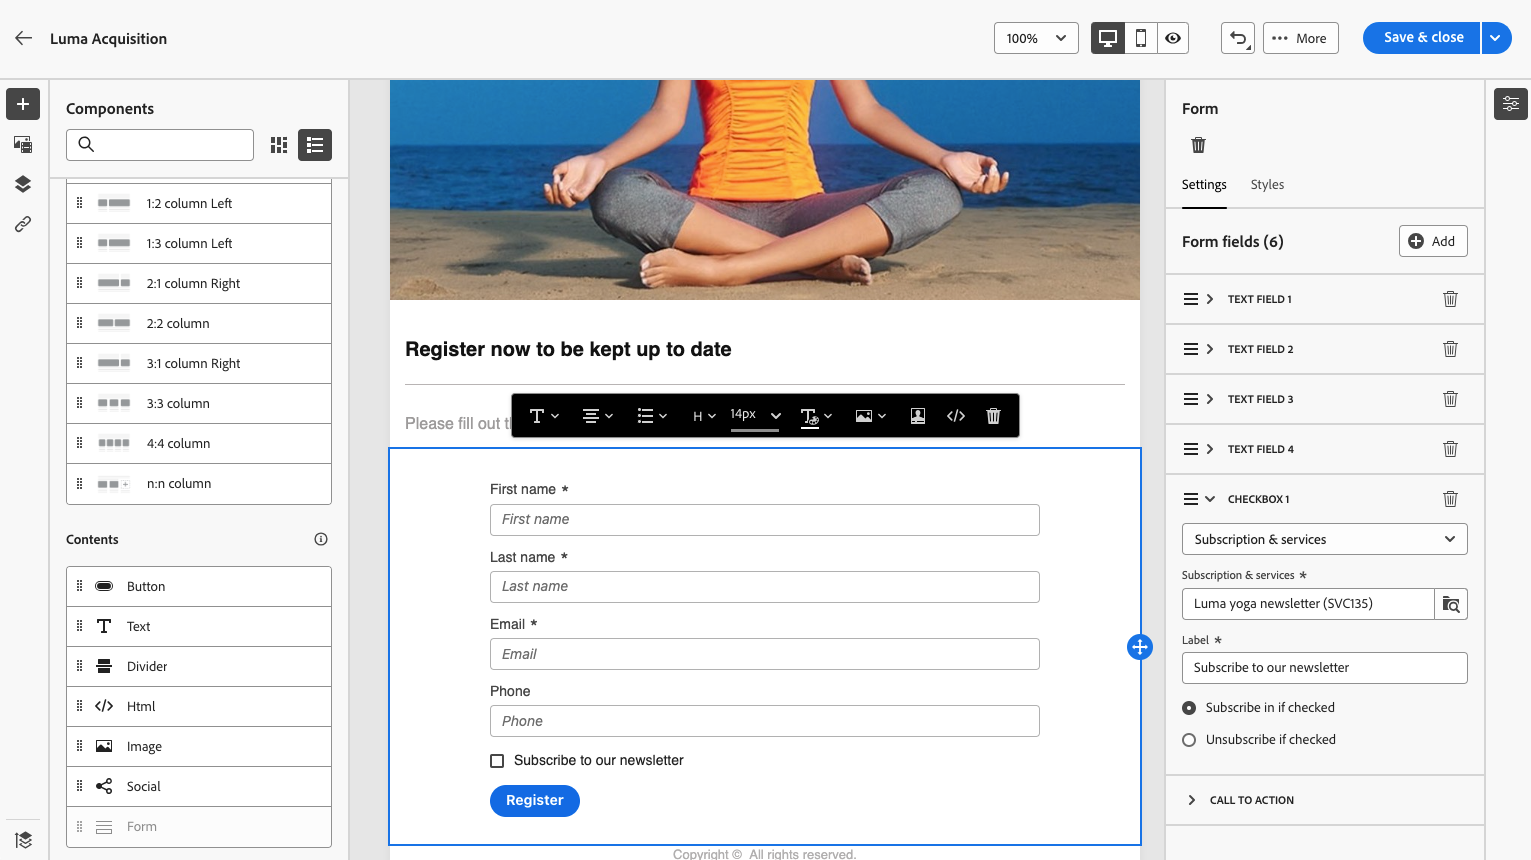 Luma Acquisition
100%
More
Save & close
Components
1:2 column Left
1:3 column Left
2:1 column Right
2:2 column
3:1 column Right
3:3 column
4:4 column
n:n column
Contents
Button
Text
Divider
Html
Image
Social
Form
Register now to be kept up to date
Please fill out
H
14px
First name *
First name
Last name *
Last name
Email *
Email
Phone
Phone
Subscribe to our newsletter
Register
Copyright © All rights reserved.
Form
Settings
Styles
Form fields (6)
Add
TEXT FIELD 1
TEXT FIELD 2
TEXT FIELD 3
TEXT FIELD 4
CHECKBOX 1
Subscription & services
Subscription & services *
Luma yoga newsletter (SVC135)
Label *
Subscribe to our newsletter
Subscribe in if checked
Unsubscribe if checked
CALL TO ACTION